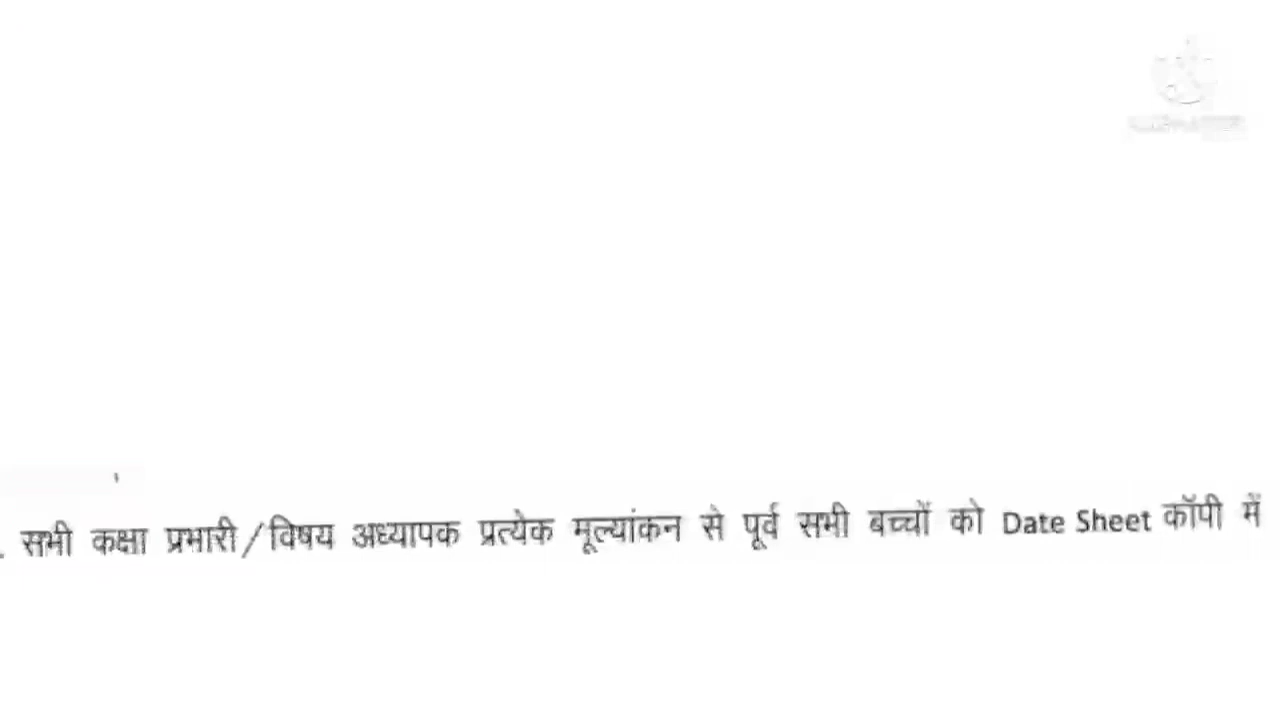 . सभी कक्षा प्रभारी/विषय अध्यापक प्रत्येक मूल्यांकन से पूर्व सभी बच्चों को Date Sheet कॉपी में